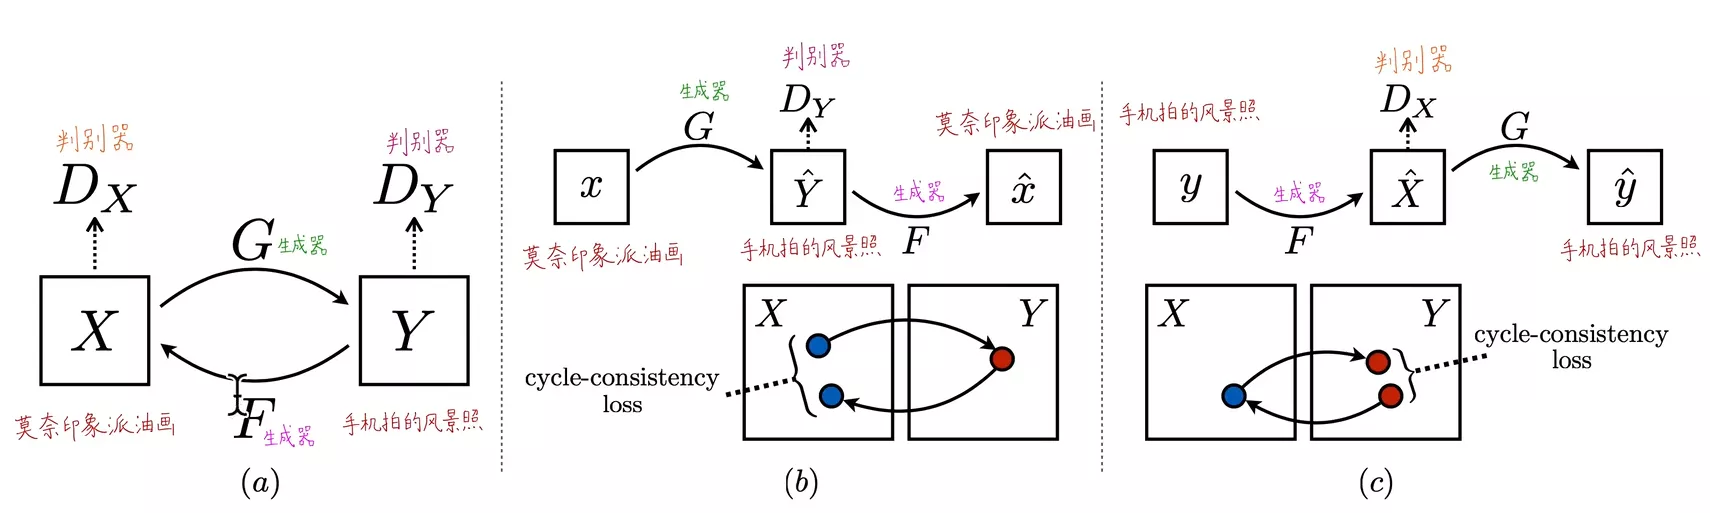 判别器
D_X
判别器
D_Y
G 生成器
X
Y
F 生成器
莫奈印象派油画
手机拍的风景照
(a)
判别器
D_Y
生成器
G
莫奈印象派油画
x
Ŷ
x̂
生成器
F
莫奈印象派油画
手机拍的风景照
X
Y
cycle-consistency
loss
(b)
判别器
D_X
手机拍的风景照
G
生成器
y
X̂
ŷ
生成器
F
手机拍的风景照
X
Y
cycle-consistency
loss
(c)